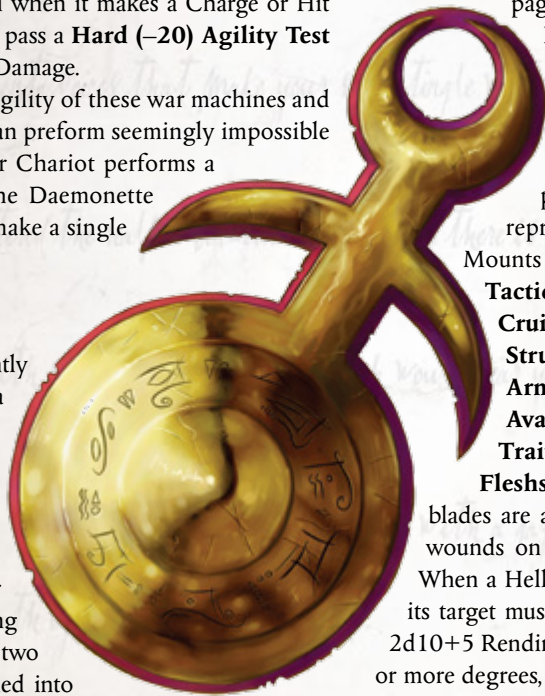 when it makes a Charge or Hit
pass a Hard (–20) Agility Test
Damage.
gility of these war machines and
an preform seemingly impossible
r Chariot performs a
ne Daemonette
make a single
ntly
a
ng
two
ed into
pag
p
repr
Mounts
Tactic
Crui
Stru
Arm
Ava
Trai
Fleshs
blades are a
wounds on
When a Hell
its target mus
2d10+5 Rendin
or more degrees,